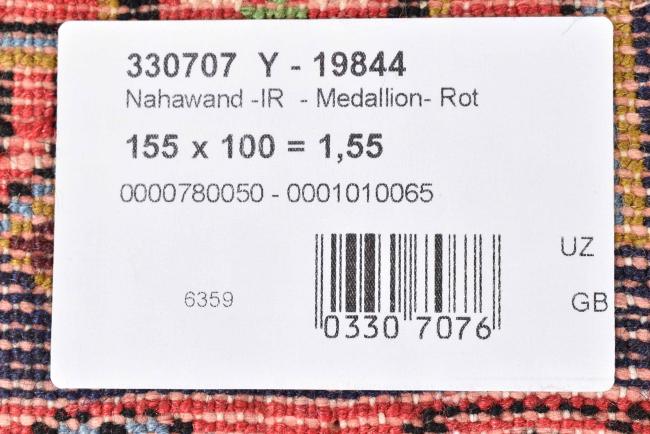 330707 Y - 19844
Nahawand -IR - Medallion- Rot
155 x 100 = 1,55
0000780050 - 0001010065
UZ
6359
GB
0330 7076